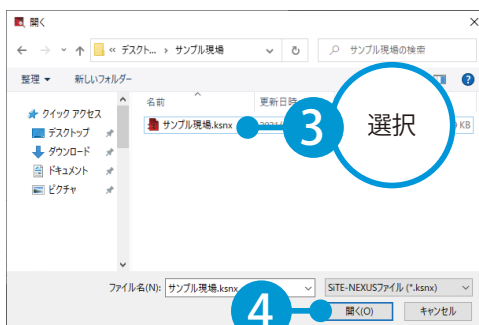 開く
« デスクト... › サンプル現場
サンプル現場の検索
整理 新しいフォルダー
名前 更新日時
クイック アクセス
サンプル現場.ksnx KB
3 選択
デスクトップ
ダウンロード
ドキュメント
ピクチャ
ファイル名(N): サンプル現場.ksnx SiTE-NEXUSファイル (*.ksnx)
4 開く(O) キャンセル